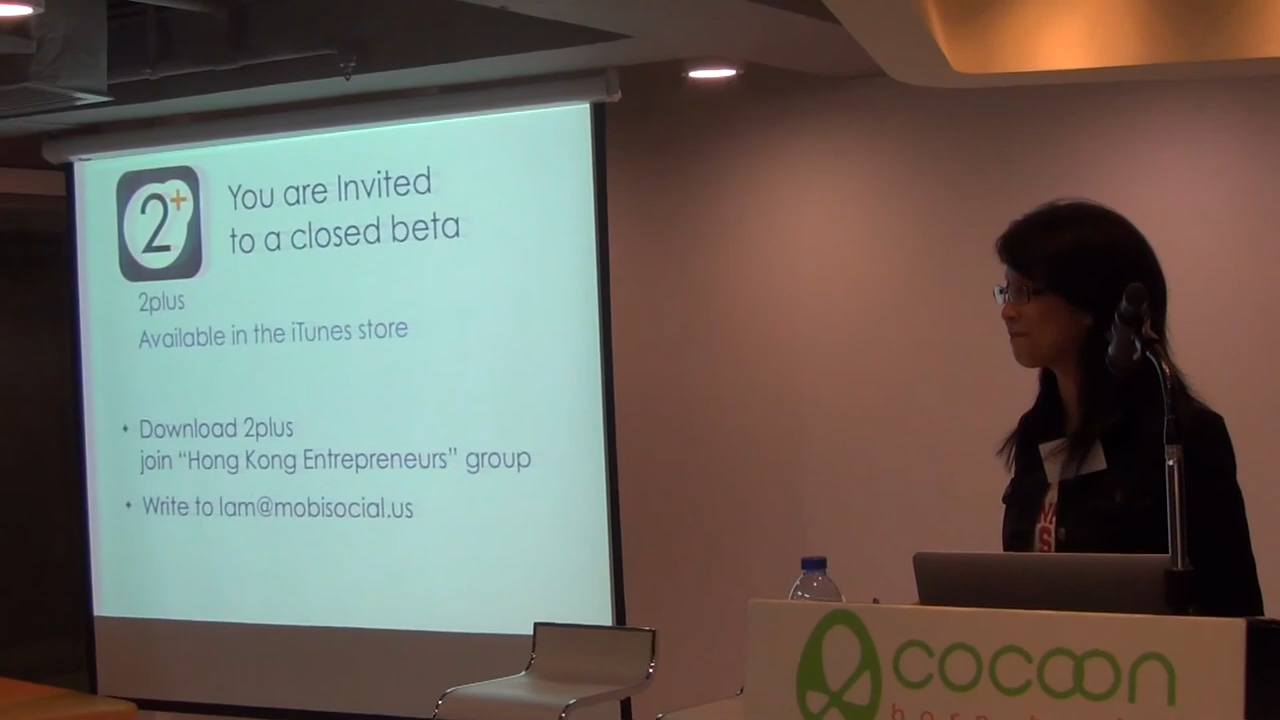 2+
You are Invited
to a closed beta
2plus
Available in the iTunes store
Download 2plus
join “Hong Kong Entrepreneurs” group
Write to lam@mobisocial.us
cocoon